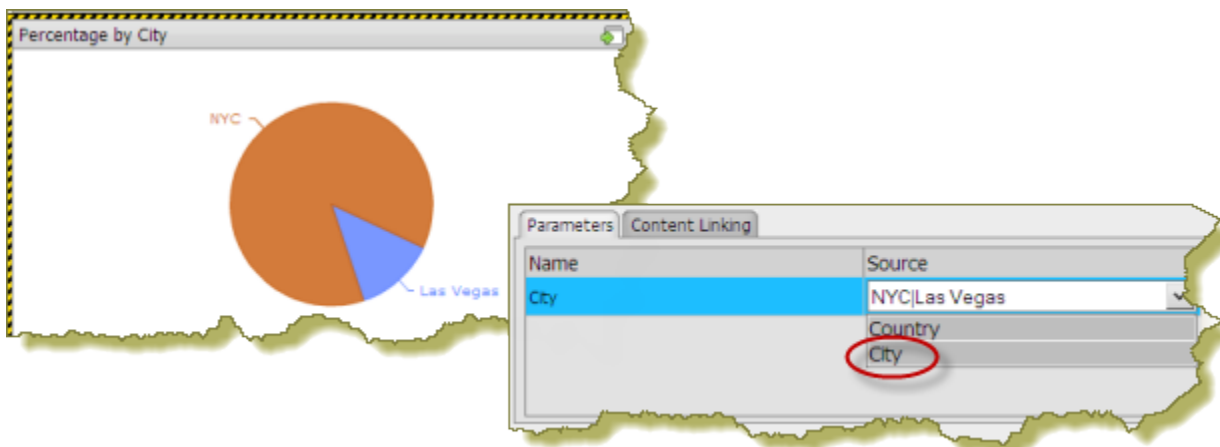 Percentage by City
NYC
Las Vegas
Parameters Content Linking
Name Source
City NYC|Las Vegas
Country
City